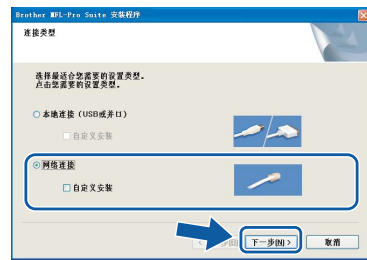 Brother MFL-Pro Suite 安装程序
连接类型
选择最适合您需要的设置类型。
点击您需要的设置类型。
本地连接（USB或并口）
自定义安装
网络连接
自定义安装
下一步(N) >
取消